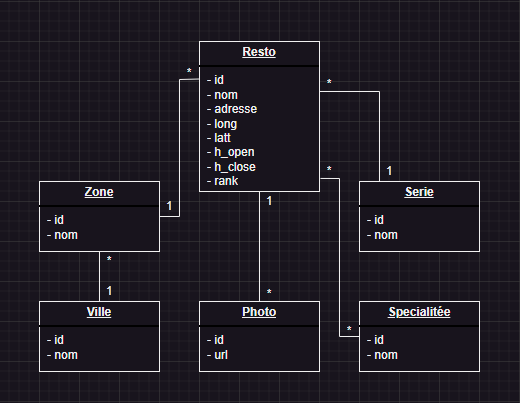 Resto
- id
- nom
- adresse
- long
- latt
- h_open
- h_close
- rank
*
*
*
1
1
1
Zone
- id
- nom
Serie
- id
- nom
*
1
*
*
Ville
- id
- nom
Photo
- id
- url
Specialitée
- id
- nom